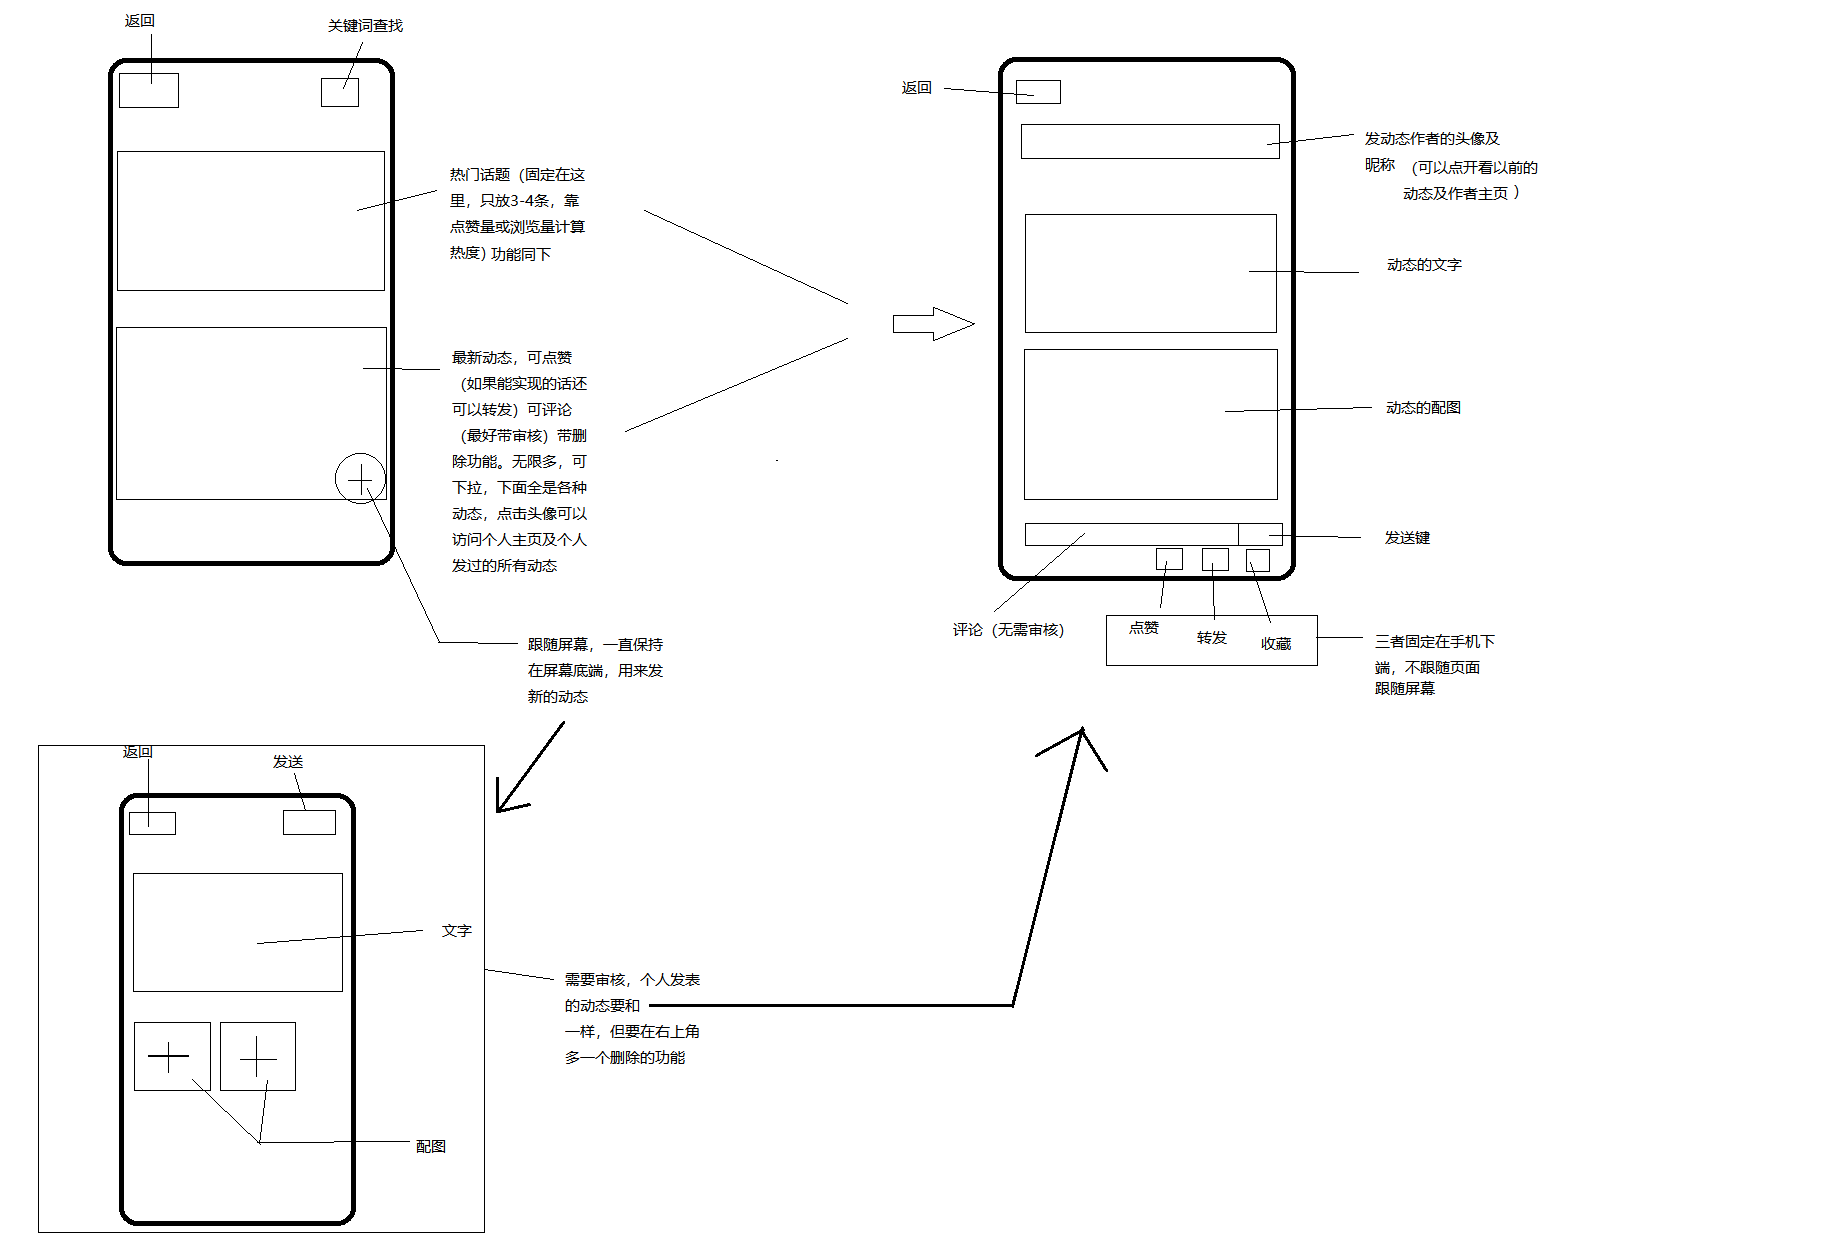 返回
关键词查找
热门话题（固定在这
里，只放3-4条，靠
点赞量或浏览量计算
热度）功能同下
最新动态，可点赞
（如果能实现的话还
可以转发）可评论
（最好带审核）带删
除功能。无限多，可
下拉，下面全是各种
动态，点击头像可以
访问个人主页及个人
发过的所有动态
跟随屏幕，一直保持
在屏幕底端，用来发
新的动态
返回
发动态作者的头像及
昵称 （可以点开看以前的
动态及作者主页 ）
动态的文字
动态的配图
发送键
评论（无需审核）
点赞
转发
收藏
三者固定在手机下
端，不跟随页面
跟随屏幕
返回
发送
文字
配图
需要审核，个人发表
的动态要和
一样，但要在右上角
多一个删除的功能